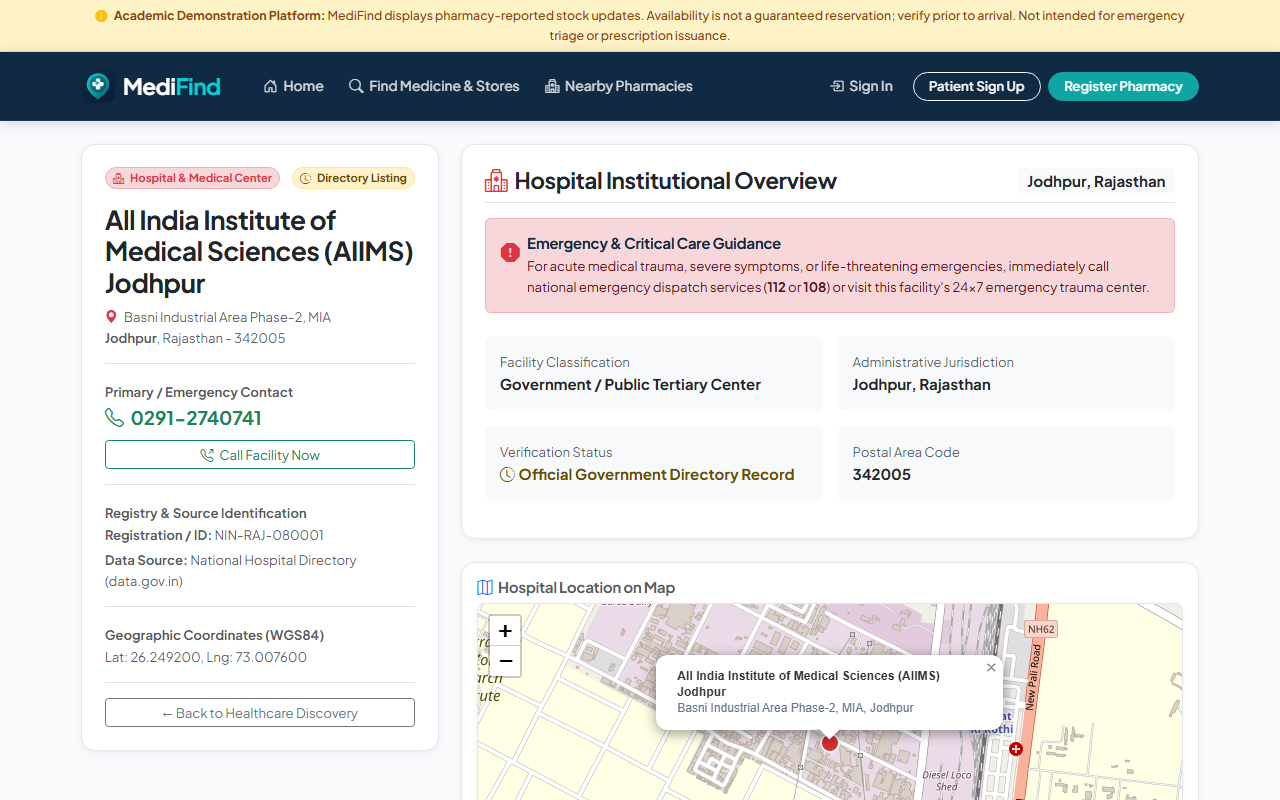 Academic Demonstration Platform: MediFind displays pharmacy-reported stock updates. Availability is not a guaranteed reservation; verify prior to arrival. Not intended for emergency
triage or prescription issuance.
MediFind
Home
Find Medicine & Stores
Nearby Pharmacies
Sign In
Patient Sign Up
Register Pharmacy
Hospital & Medical Center
Directory Listing
All India Institute of
Medical Sciences (AIIMS)
Jodhpur
Basni Industrial Area Phase-2, MIA
Jodhpur, Rajasthan - 342005
Primary / Emergency Contact
0291-2740741
Call Facility Now
Registry & Source Identification
Registration / ID: NIN-RAJ-080001
Data Source: National Hospital Directory
(data.gov.in)
Geographic Coordinates (WGS84)
Lat: 26.249200, Lng: 73.007600
← Back to Healthcare Discovery
Hospital Institutional Overview
Jodhpur, Rajasthan
Emergency & Critical Care Guidance
For acute medical trauma, severe symptoms, or life-threatening emergencies, immediately call
national emergency dispatch services (112 or 108) or visit this facility's 24×7 emergency trauma center.
Facility Classification
Government / Public Tertiary Center
Administrative Jurisdiction
Jodhpur, Rajasthan
Verification Status
Official Government Directory Record
Postal Area Code
342005
Hospital Location on Map
+
−
NH62
New Pali Road
All India Institute of Medical Sciences (AIIMS)
Jodhpur
Basni Industrial Area Phase-2, MIA, Jodhpur
×
Diesel Loco
Shed